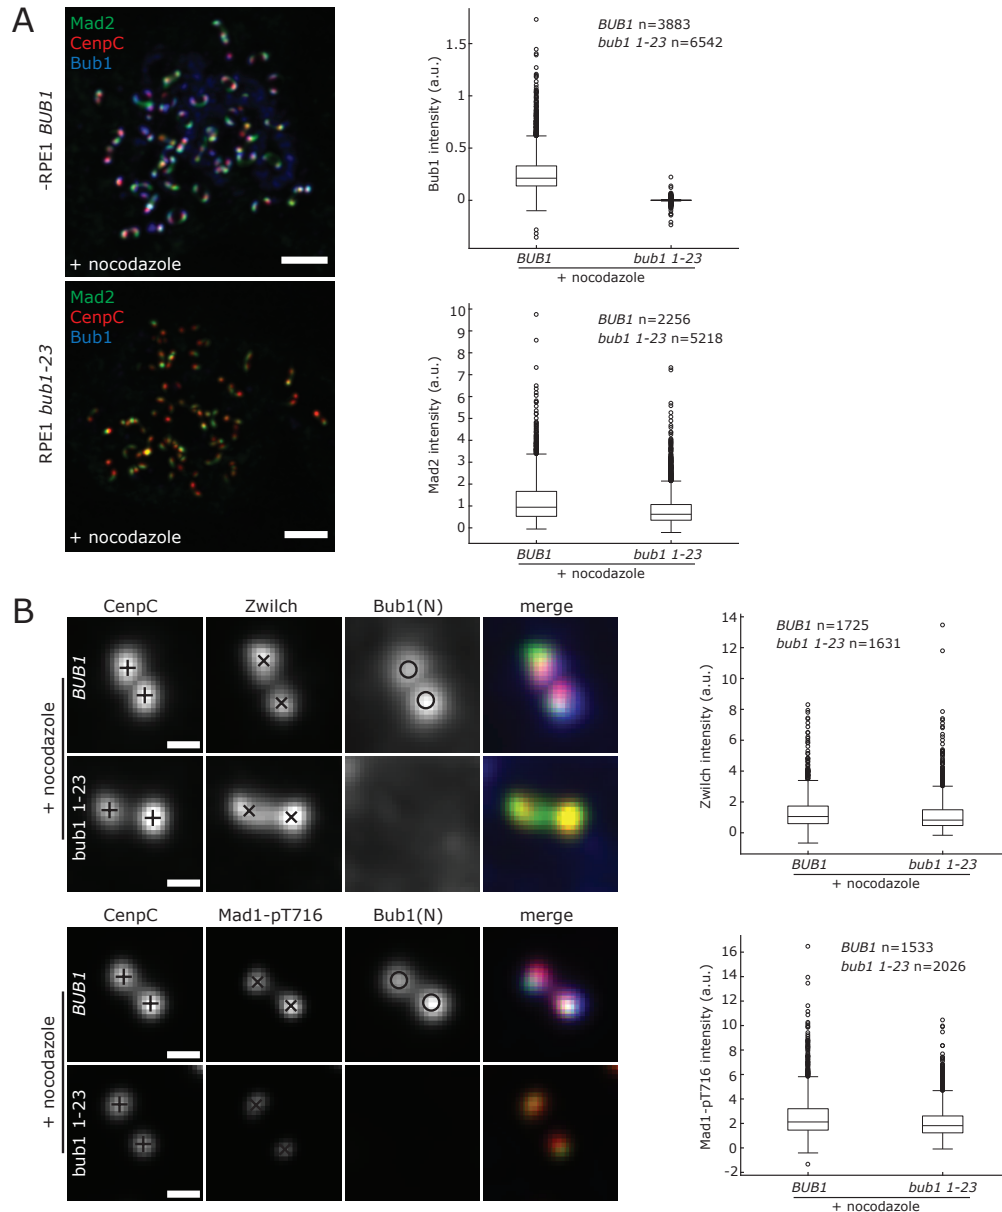 A
Mad2
CenpC
Bub1
-RPE1 BUB1
+ nocodazole
Mad2
CenpC
Bub1
RPE1 bub1-23
+ nocodazole
BUB1 n=3883
bub1 1-23 n=6542
Bub1 intensity (a.u.)
1.5
1
0.5
0
BUB1
bub1 1-23
+ nocodazole
BUB1 n=2256
bub1 1-23 n=5218
Mad2 intensity (a.u.)
10
9
8
7
6
5
4
3
2
1
0
BUB1
bub1 1-23
+ nocodazole
B
CenpC
Zwilch
Bub1(N)
merge
+ nocodazole
BUB1
bub1 1-23
BUB1 n=1725
bub1 1-23 n=1631
Zwilch intensity (a.u.)
14
12
10
8
6
4
2
0
BUB1
bub1 1-23
+ nocodazole
CenpC
Mad1-pT716
Bub1(N)
merge
+ nocodazole
BUB1
bub1 1-23
BUB1 n=1533
bub1 1-23 n=2026
Mad1-pT716 intensity (a.u.)
16
14
12
10
8
6
4
2
0
-2
BUB1
bub1 1-23
+ nocodazole